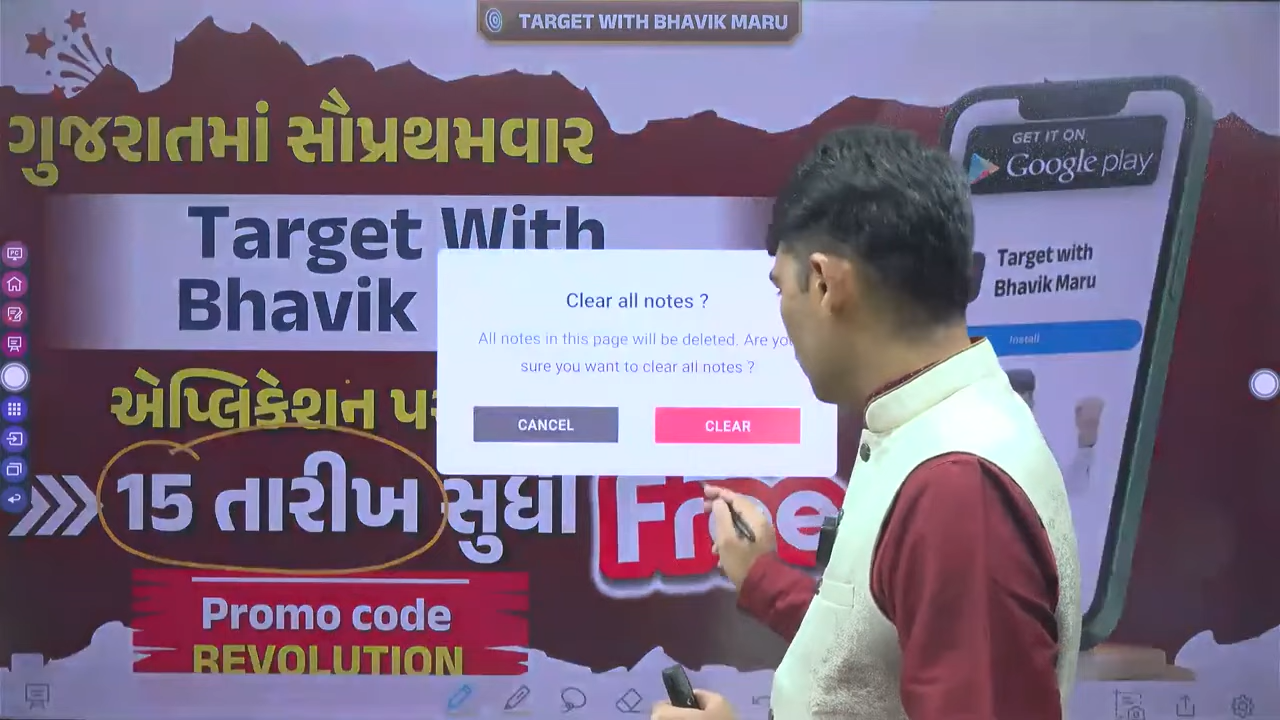 TARGET WITH BHAVIK MARU
ગુજરાતમાં સૌપ્રથમવાર
Target With
Bhavik
એપ્લિકેશન
15 તારીખ સુધી
Free
Promo code
REVOLUTION
Clear all notes ?
All notes in this page will be deleted. Are you
sure you want to clear all notes ?
CANCEL
CLEAR
GET IT ON
Google play
Target with
Bhavik Maru
Install